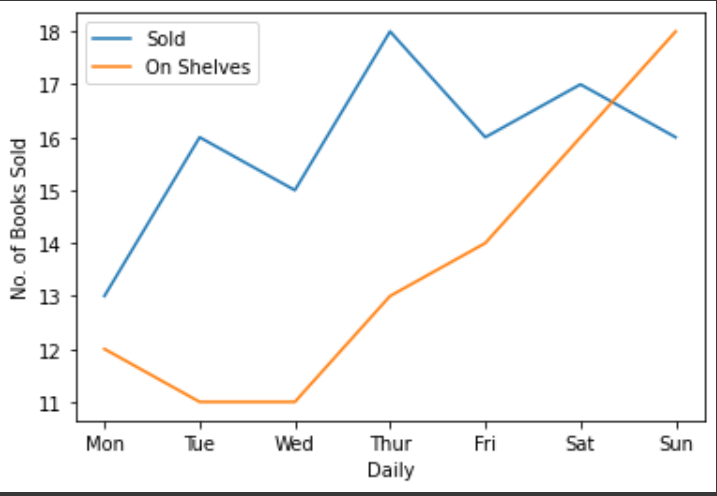 Sold
On Shelves
18
17
16
15
14
13
12
11
No. of Books Sold
Mon Tue Wed Thur Fri Sat Sun
Daily